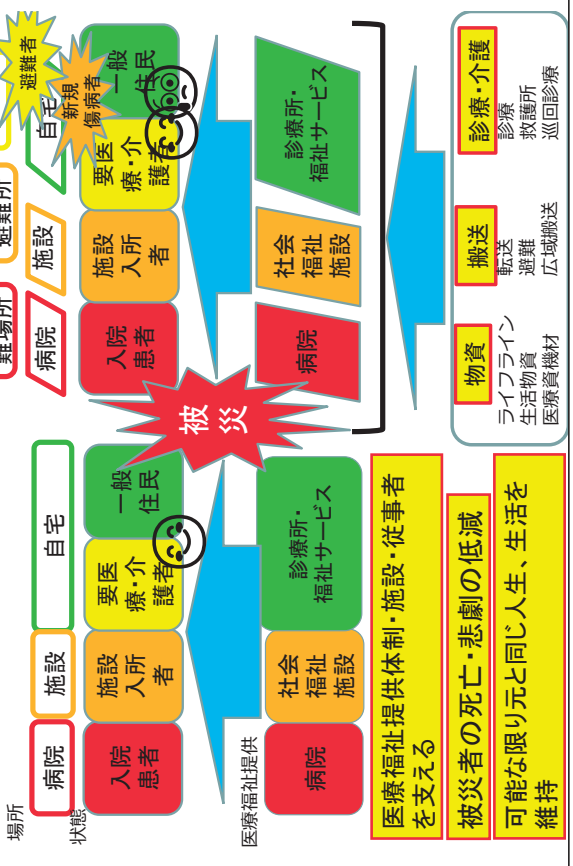 場所
病院
施設
自宅
難場所
避難所
病院
施設
自宅
避難者
新規
傷病者
状態
入院
患者
施設
入所
者
要医
療・介
護者
一般
住民
被
災
入院
患者
施設
入所
者
要医
療・介
護者
一般
住民
医療福祉提供
病院
社会
福祉
施設
診療所・
福祉サービス
病院
社会
福祉
施設
診療所・
福祉サービス
医療福祉提供体制・施設・従事者
を支える
被災者の死亡・悲劇の低減
可能な限り元と同じ人生、生活を
維持
物資
ライフライン
生活物資
医療資機材
搬送
転送
避難
広域搬送
診療・介護
診療
救護所
巡回診療